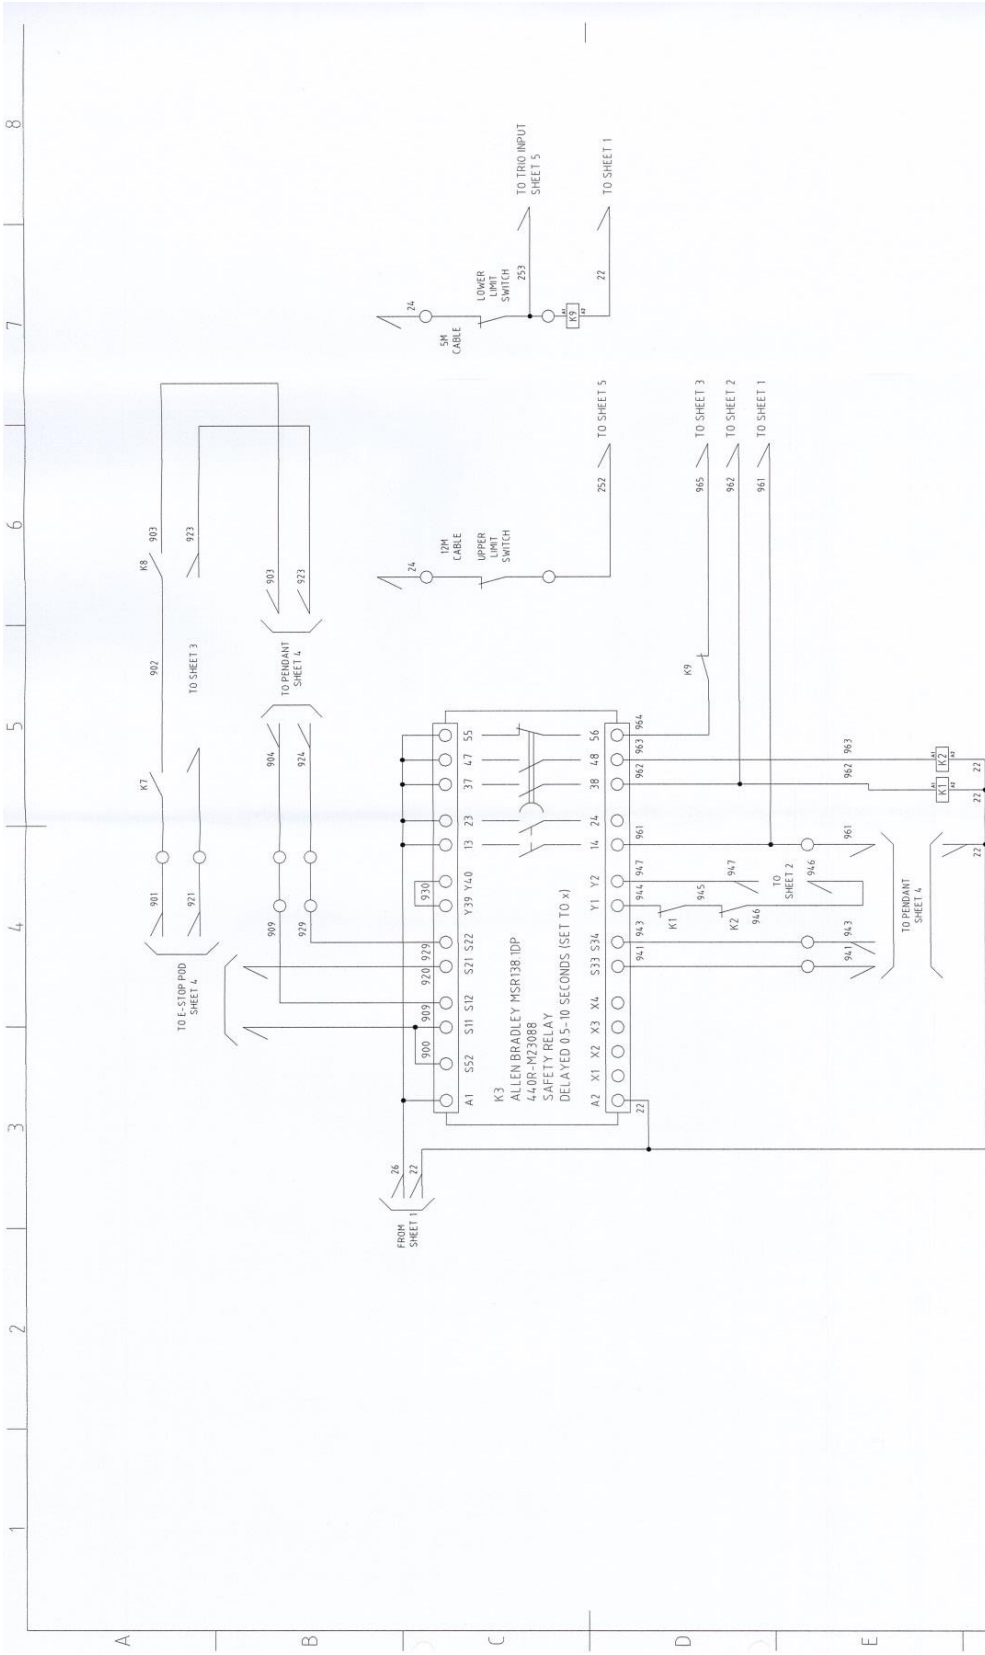 1
2
3
4
5
6
7
8
A
B
C
D
E
TO E-STOP POD
SHEET 4
901
921
K7
902
K8
903
TO SHEET 3
923
909
929
904
924
TO PENDANT
SHEET 4
903
923
FROM
SHEET 1
26
22
900
909
920
929
930
A1
S52
S11
S12
S21
S22
Y39
Y40
13
23
37
47
55
K3
ALLEN BRADLEY MSR138.1DP
440R-M23088
SAFETY RELAY
DELAYED 0.5-10 SECONDS (SET TO x)
A2
X1
X2
X3
X4
S33
S34
Y1
Y2
14
24
38
48
56
22
941
943
944
947
961
962
963
964
K1
945
K2
946
947
TO
SHEET 2
946
941
943
961
962
963
TO PENDANT
SHEET 4
22
A1
K1
A2
22
A1
K2
A2
22
K9
965
TO SHEET 3
962
TO SHEET 2
961
TO SHEET 1
24
12M
CABLE
UPPER
LIMIT
SWITCH
252
TO SHEET 5
24
5M
CABLE
LOWER
LIMIT
SWITCH
253
TO TRIO INPUT
SHEET 5
A1
K9
A2
22
TO SHEET 1